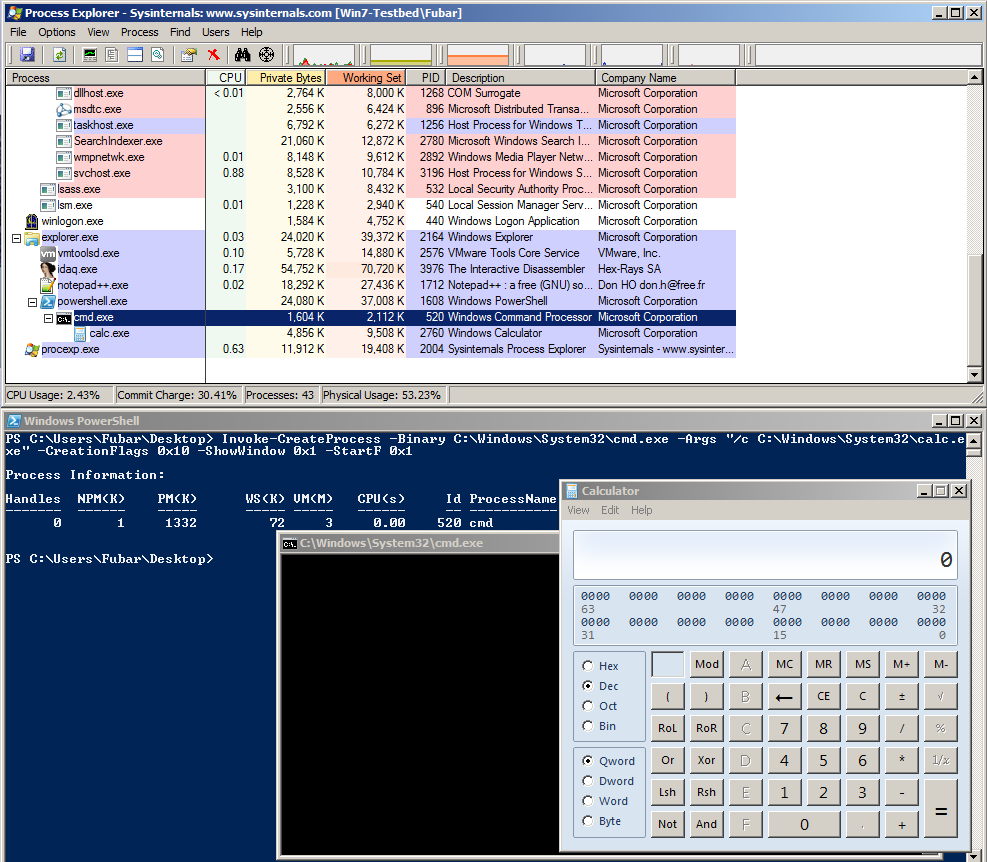 Process Explorer - Sysinternals: www.sysinternals.com [Win7-Testbed\Fubar]
File Options View Process Find Users Help
Process CPU Private Bytes Working Set PID Description Company Name
dllhost.exe < 0.01 2,764 K 8,000 K 1268 COM Surrogate Microsoft Corporation
msdtc.exe 2,556 K 6,424 K 896 Microsoft Distributed Transa... Microsoft Corporation
taskhost.exe 6,792 K 6,272 K 1256 Host Process for Windows T... Microsoft Corporation
SearchIndexer.exe 21,060 K 12,872 K 2780 Microsoft Windows Search I... Microsoft Corporation
wmpnetwk.exe 0.01 8,148 K 9,612 K 2892 Windows Media Player Netw... Microsoft Corporation
svchost.exe 0.88 8,528 K 10,784 K 3196 Host Process for Windows S... Microsoft Corporation
lsass.exe 3,100 K 8,432 K 532 Local Security Authority Proc... Microsoft Corporation
lsm.exe 0.01 1,228 K 2,940 K 540 Local Session Manager Serv... Microsoft Corporation
winlogon.exe 1,584 K 4,752 K 440 Windows Logon Application Microsoft Corporation
explorer.exe 0.03 24,020 K 39,372 K 2164 Windows Explorer Microsoft Corporation
vm vmtoolsd.exe 0.10 5,728 K 14,880 K 2576 VMware Tools Core Service VMware, Inc.
idaq.exe 0.17 54,752 K 70,720 K 3976 The Interactive Disassembler Hex-Rays SA
notepad++.exe 0.02 18,292 K 27,436 K 1712 Notepad++ : a free (GNU) so... Don HO don.h@free.fr
powershell.exe 24,080 K 37,008 K 1608 Windows PowerShell Microsoft Corporation
C:\. cmd.exe 1,604 K 2,112 K 520 Windows Command Processor Microsoft Corporation
calc.exe 4,856 K 9,508 K 2760 Windows Calculator Microsoft Corporation
procexp.exe 0.63 11,912 K 19,408 K 2004 Sysinternals Process Explorer Sysinternals - www.sysinter...
CPU Usage: 2.43% Commit Charge: 30.41% Processes: 43 Physical Usage: 53.23%
Windows PowerShell
PS C:\Users\Fubar\Desktop> Invoke-CreateProcess -Binary C:\Windows\System32\cmd.exe -Args "/c C:\Windows\System32\calc.e
xe" -CreationFlags 0x10 -ShowWindow 0x1 -StartF 0x1
Process Information:
Handles NPM(K) PM(K) WS(K) VM(M) CPU(s) Id ProcessName
------- ------ ----- ----- ----- ------ -- -----------
0 1 1332 72 3 0.00 520 cmd
PS C:\Users\Fubar\Desktop>
C:\. C:\Windows\System32\cmd.exe
Calculator
View Edit Help
0
0000 0000 0000 0000 0000 0000 0000 0000
63 47 32
0000 0000 0000 0000 0000 0000 0000 0000
31 15 0
Hex Mod A MC MR MS M+ M-
Dec ( ) B ← CE C ± √
Oct
Bin RoL RoR C 7 8 9 / %
Qword Or Xor D 4 5 6 * 1/x
Dword
Word Lsh Rsh E 1 2 3 - =
Byte Not And F 0 . +